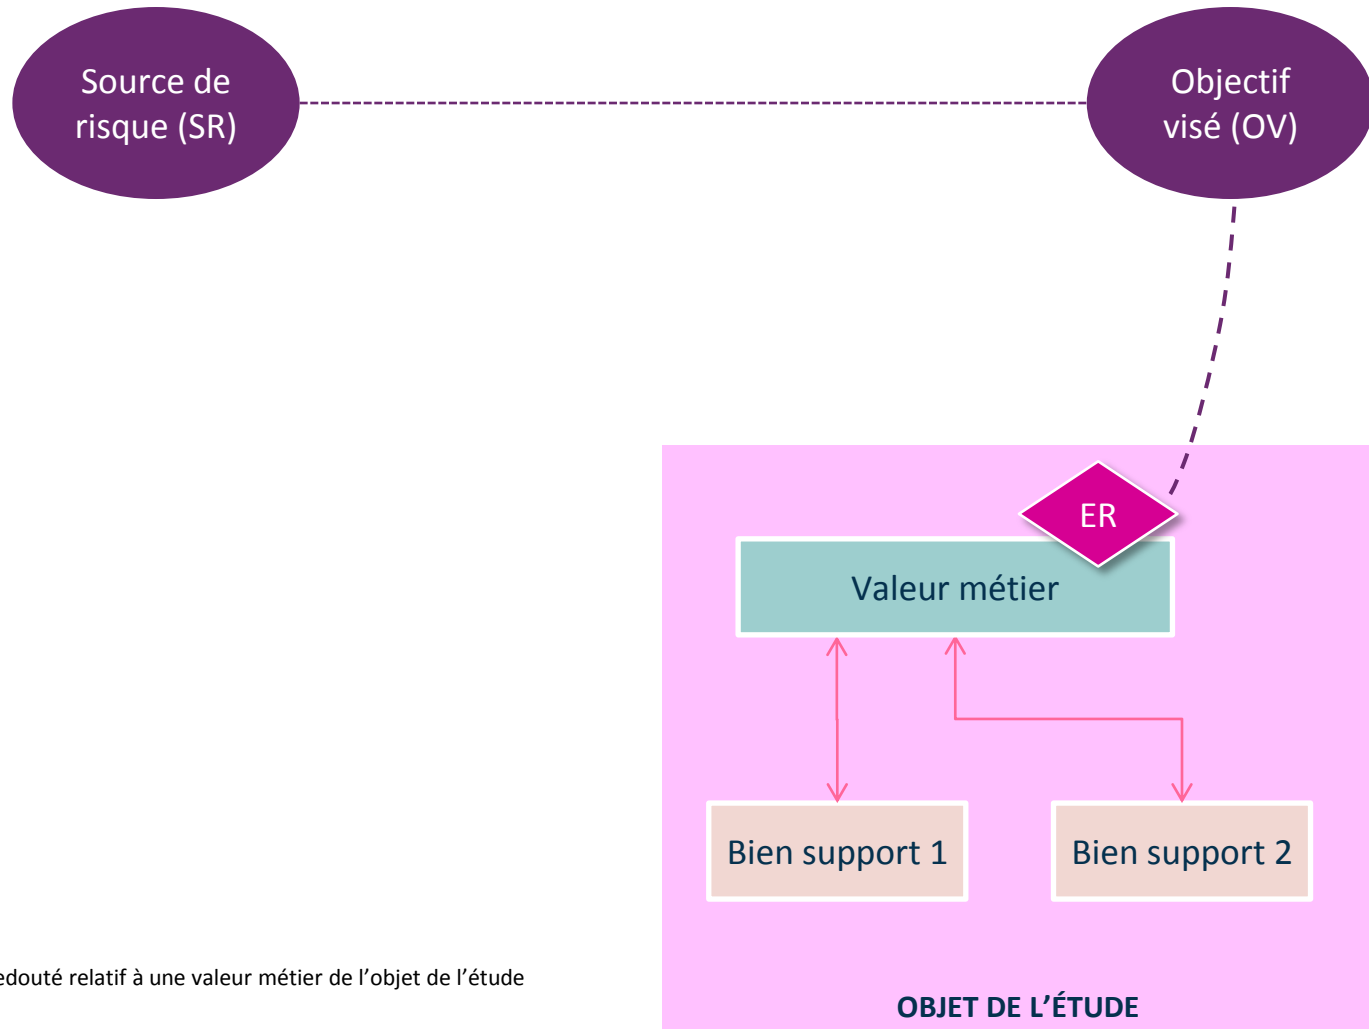 Source de
risque (SR)
Objectif
visé (OV)
ER
Valeur métier
Bien support 1
Bien support 2
relatif à une valeur métier de l’objet de l’étude
OBJET DE L’ÉTUDE